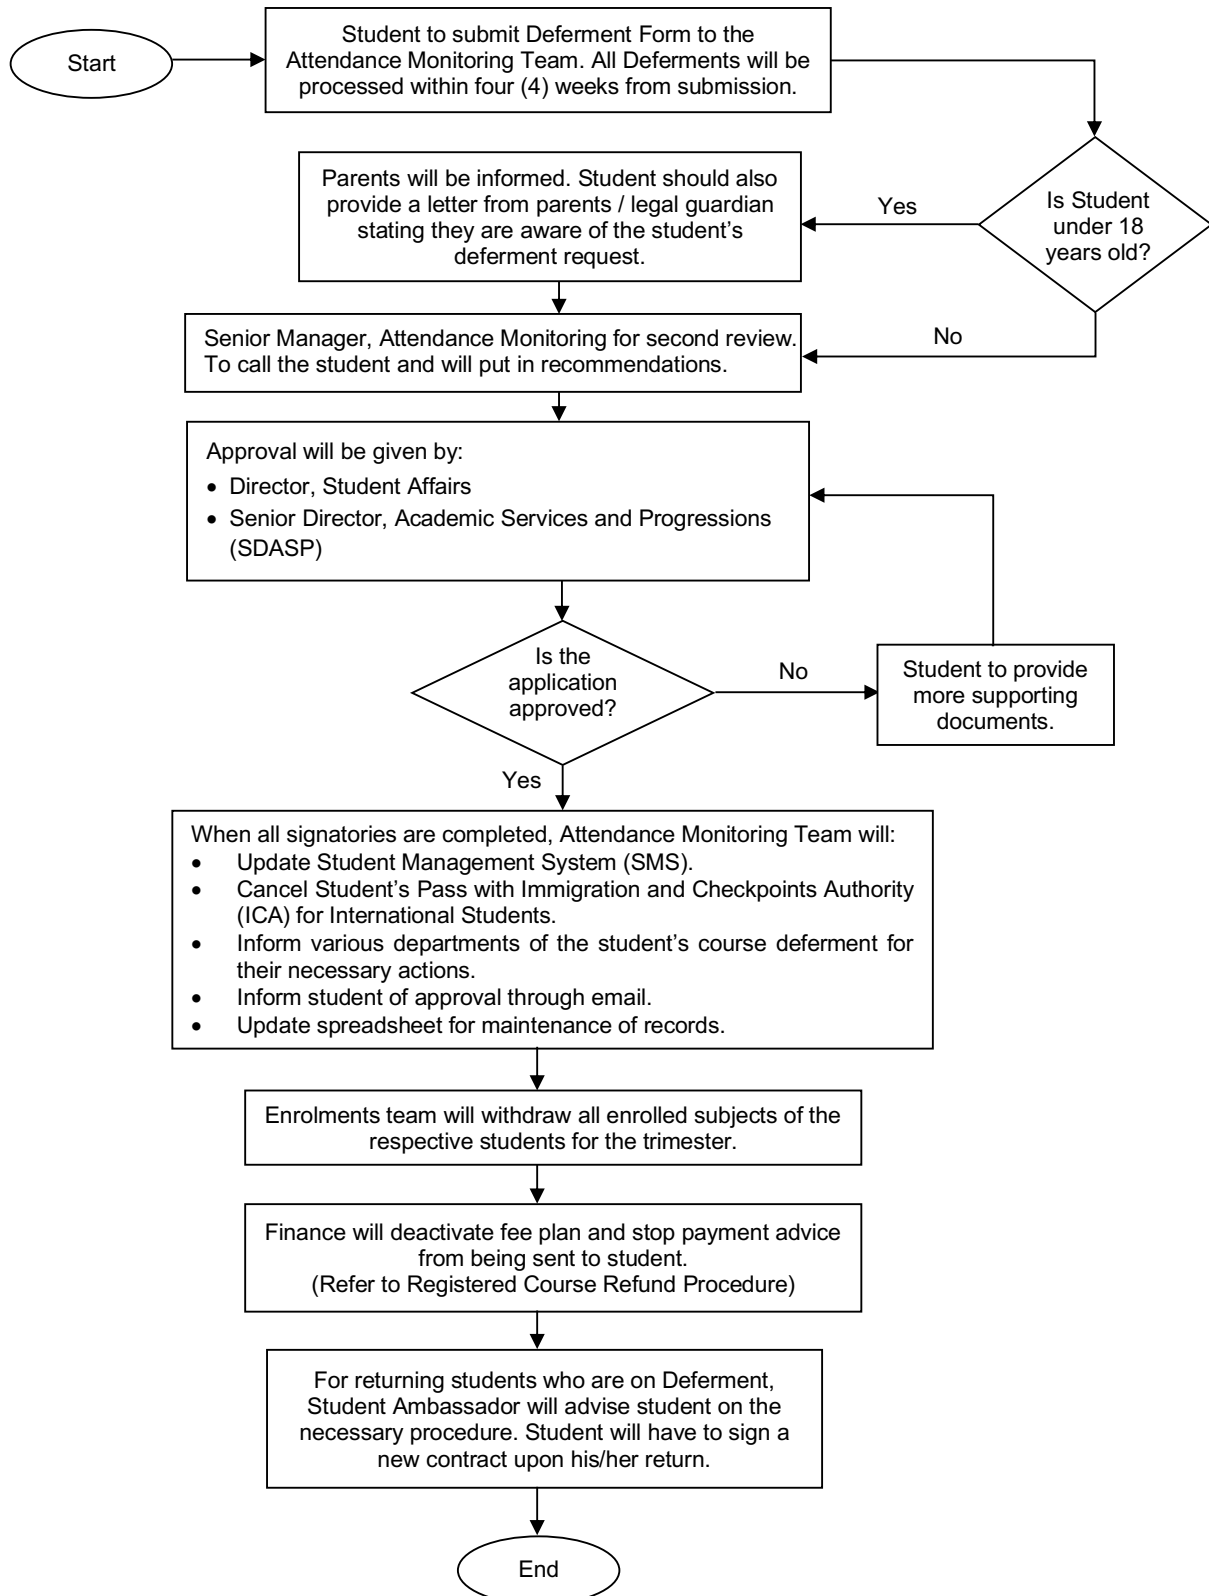 Start
Student to submit Deferment Form to the
Attendance Monitoring Team. All Deferments will be
processed within four (4) weeks from submission.
Is Student
under 18
years old?
Yes
Parents will be informed. Student should also
provide a letter from parents / legal guardian
stating they are aware of the student’s
deferment request.
No
Senior Manager, Attendance Monitoring for second review.
To call the student and will put in recommendations.
Approval will be given by:
• Director, Student Affairs
• Senior Director, Academic Services and Progressions
(SDASP)
Is the
application
approved?
No
Student to provide
more supporting
documents.
Yes
When all signatories are completed, Attendance Monitoring Team will:
• Update Student Management System (SMS).
• Cancel Student’s Pass with Immigration and Checkpoints Authority
(ICA) for International Students.
• Inform various departments of the student’s course deferment for
their necessary actions.
• Inform student of approval through email.
• Update spreadsheet for maintenance of records.
Enrolments team will withdraw all enrolled subjects of the
respective students for the trimester.
Finance will deactivate fee plan and stop payment advice
from being sent to student.
(Refer to Registered Course Refund Procedure)
For returning students who are on Deferment,
Student Ambassador will advise student on the
necessary procedure. Student will have to sign a
new contract upon his/her return.
End